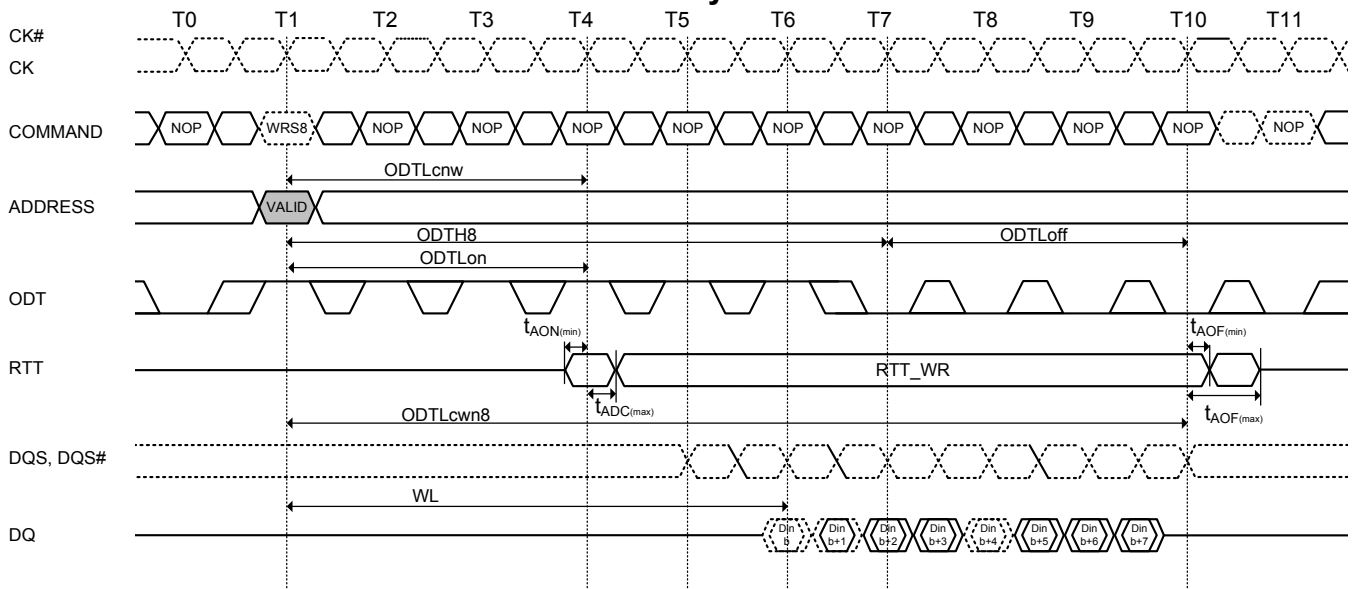 T0 T1 T2 T3 T4 T5 T6 T7 T8 T9 T10 T11
CK#
CK
COMMAND NOP WRS8 NOP NOP NOP NOP NOP NOP NOP NOP NOP NOP
ODTLcnw
ADDRESS VALID
ODTH8 ODTLoff
ODTLon
ODT
tAON(min) tAOF(min)
RTT RTT_WR
tADC(max) tAOF(max)
ODTLcwn8
DQS, DQS#
WL
DQ Din b Din b+1 Din b+2 Din b+3 Din b+4 Din b+5 Din b+6 Din b+7